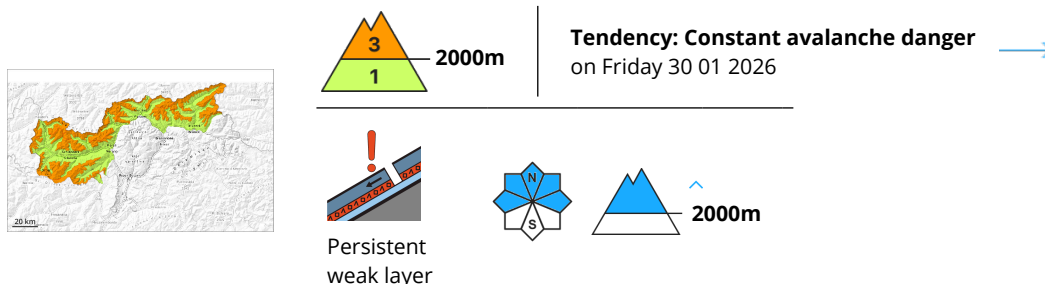 3
1
2000m
Tendency: Constant avalanche danger
on Friday 30 01 2026
20 km
Persistent
weak layer
N
S
2000m